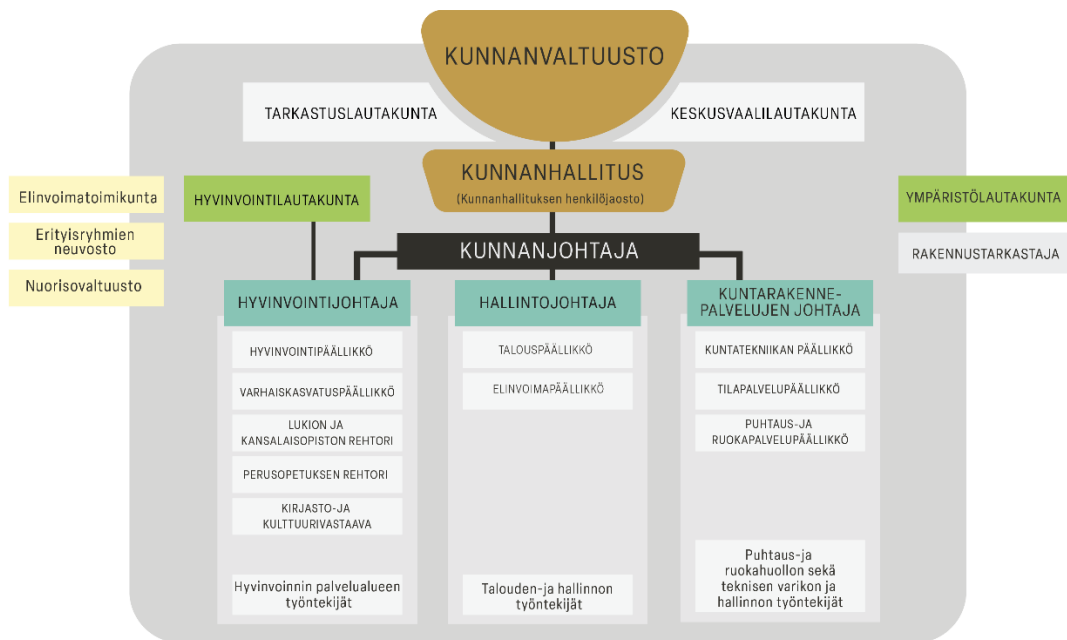 KUNNANVALTUUSTO
TARKASTUSLAUTAKUNTA
KESKUSVAALILAUTAKUNTA
KUNNANHALLITUS
(Kunnanhallituksen henkilöjaosto)
Elinvoimatoimikunta
Erityisryhmien
neuvosto
Nuorisovaltuusto
HYVINVOINTILAUTAKUNTA
YMPÄRISTÖLAUTAKUNTA
RAKENNUSTARKASTAJA
KUNNANJOHTAJA
HYVINVOINTIJOHTAJA
HYVINVOINTIPÄÄLLIKKÖ
VARHAISKASVATUSPÄÄLLIKKÖ
LUKION JA
KANSALAISOPISTON REHTORI
PERUSOPETUKSEN REHTORI
KIRJASTO-JA
KULTTUURIVASTAAVA
Hyvinvoinnin palvelualueen
työntekijät
HALLINTOJOHTAJA
TALOUSPÄÄLLIKKÖ
ELINVOIMAPÄÄLLIKKÖ
Talouden-ja hallinnon
työntekijät
KUNTARAKENNE-
PALVELUJEN JOHTAJA
KUNTATEKNIIKAN PÄÄLLIKKÖ
TILAPALVELUPÄÄLLIKKÖ
PUHTAUS-JA
RUOKAPALVELUPÄÄLLIKKÖ
Puhtaus-ja
ruokahuollon sekä
teknisen varikon ja
hallinnon työntekijät